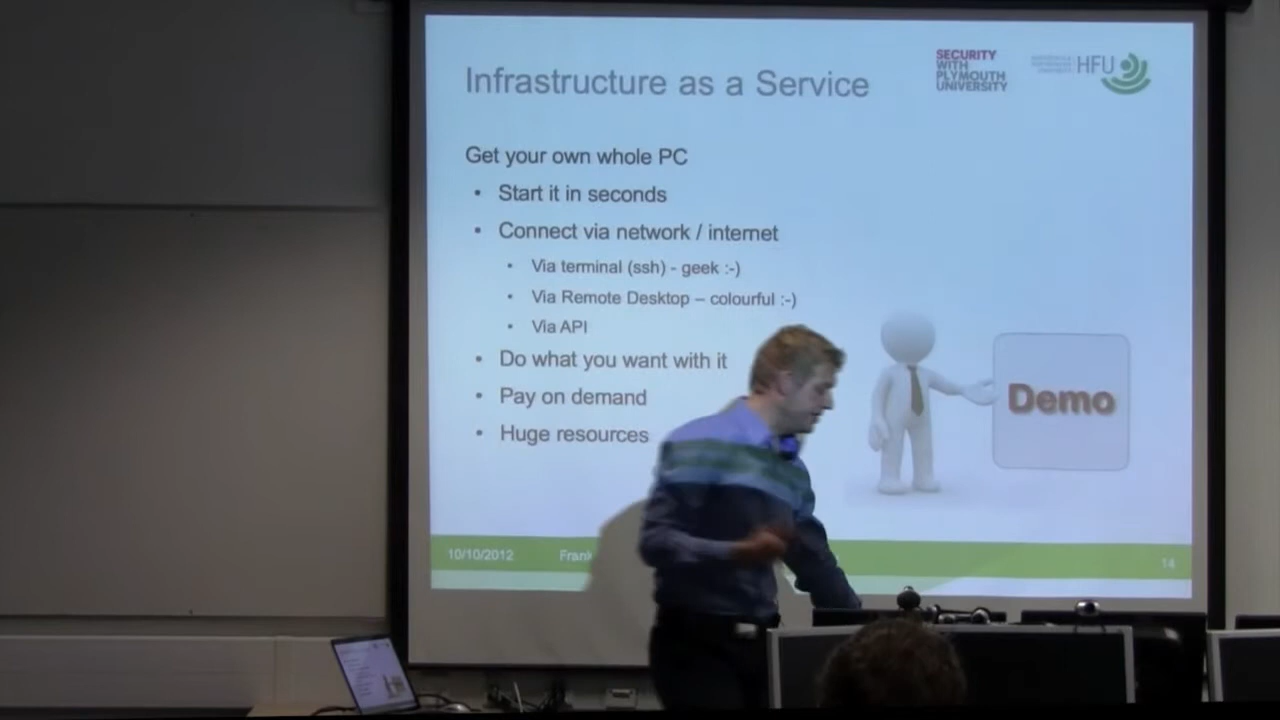 Infrastructure as a Service
SECURITY
WITH
PLYMOUTH
UNIVERSITY
HFU
Get your own whole PC
• Start it in seconds
• Connect via network / internet
• Via terminal (ssh) - geek :-)
• Via Remote Desktop – colourful :-)
• Via API
• Do what you want with it
• Pay on demand
• Huge resources
Demo
10/10/2012
14